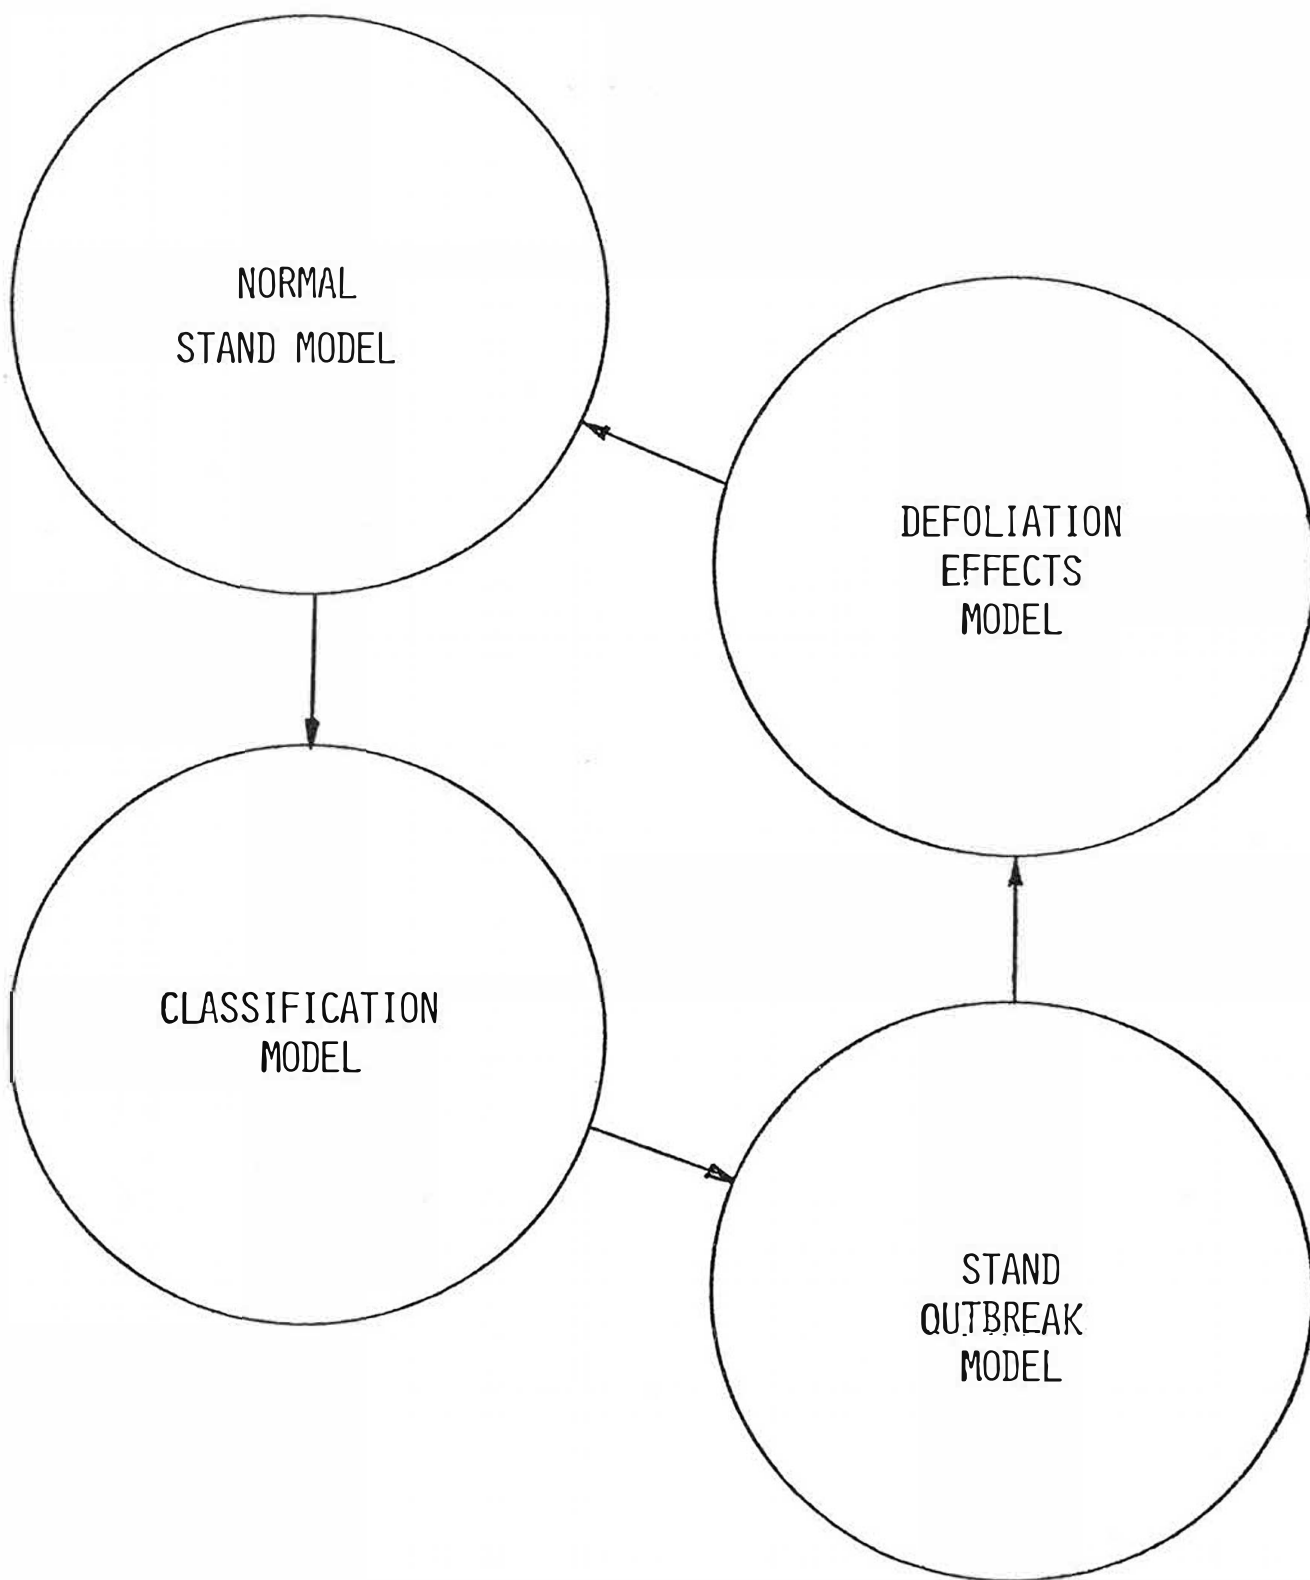 NORMAL
STAND MODEL
DEFOLIATION
EFFECTS
MODEL
CLASSIFICATION
MODEL
STAND
OUTBREAK
MODEL